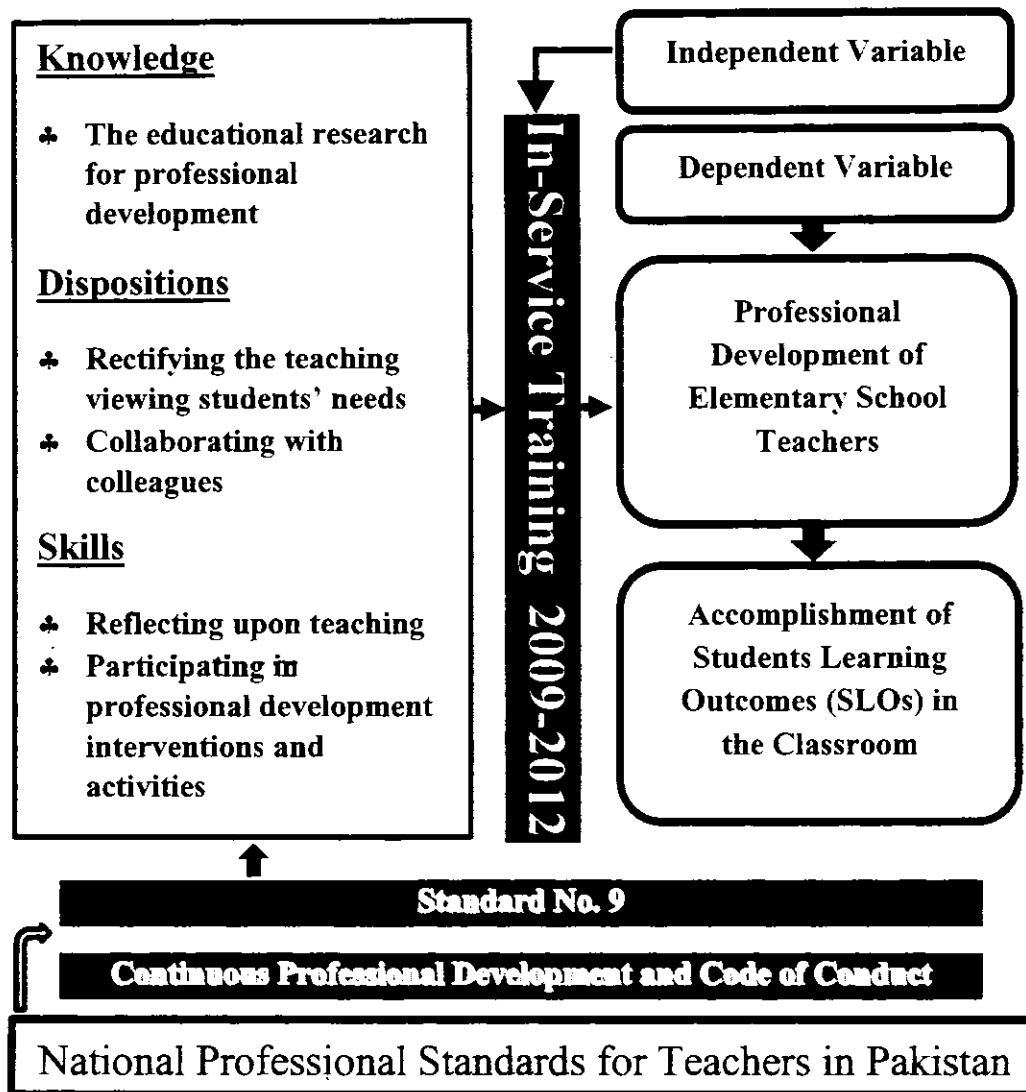 Knowledge
♣ The educational research
for professional
development
Dispositions
♣ Rectifying the teaching
viewing students’ needs
♣ Collaborating with
colleagues
Skills
♣ Reflecting upon teaching
♣ Participating in
professional development
interventions and
activities
In-Service Training 2009-2012
Independent Variable
Dependent Variable
Professional
Development of
Elementary School
Teachers
Accomplishment of
Students Learning
Outcomes (SLOs) in
the Classroom
Standard No. 9
Continuous Professional Development and Code of Conduct
National Professional Standards for Teachers in Pakistan